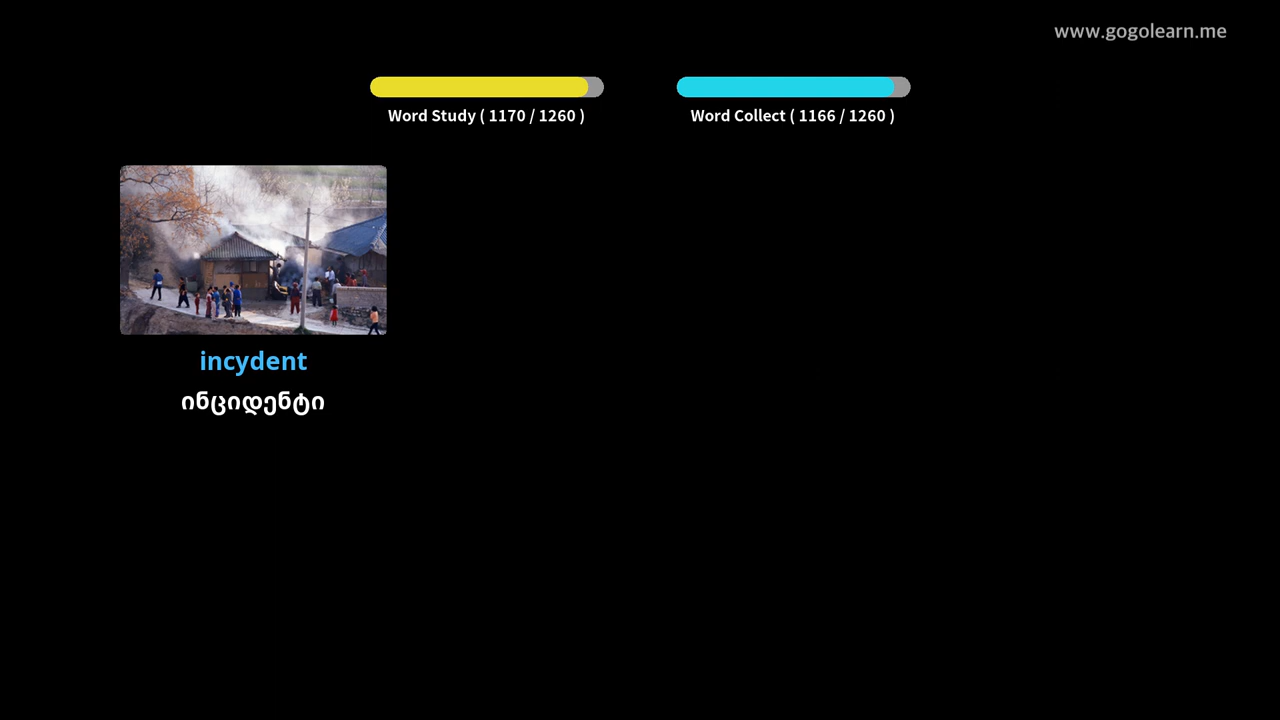 www.gogolearn.me
Word Study ( 1170 / 1260 )
Word Collect ( 1166 / 1260 )
incydent
ინციდენტი